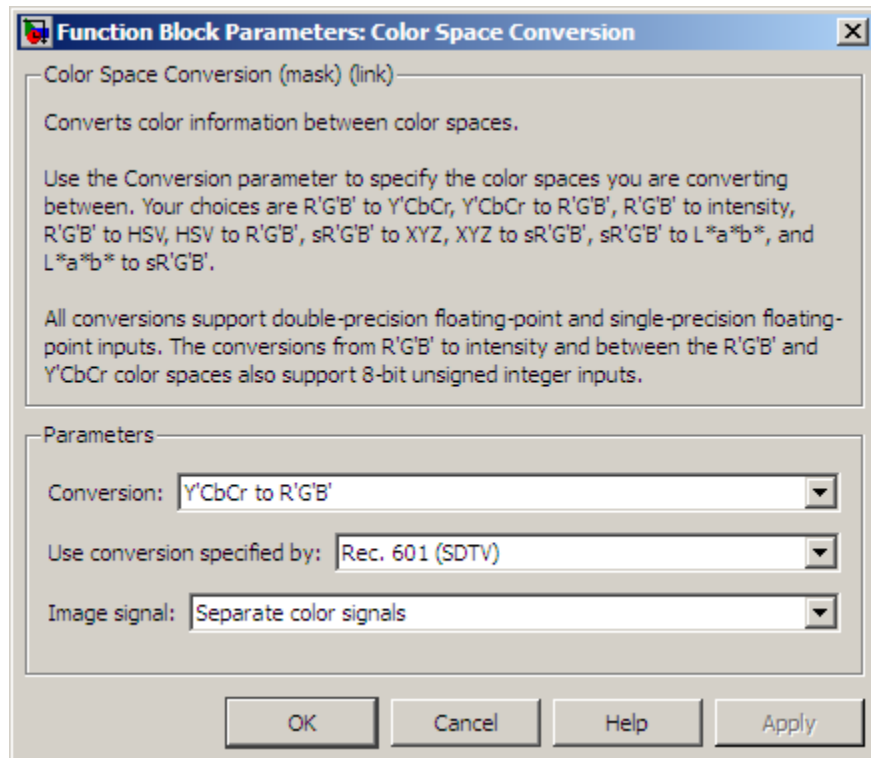 Function Block Parameters: Color Space Conversion
Color Space Conversion (mask) (link)
Converts color information between color spaces.
Use the Conversion parameter to specify the color spaces you are converting
between. Your choices are R'G'B' to Y'CbCr, Y'CbCr to R'G'B', R'G'B' to intensity,
R'G'B' to HSV, HSV to R'G'B', sR'G'B' to XYZ, XYZ to sR'G'B', sR'G'B' to L*a*b*, and
L*a*b* to sR'G'B'.
All conversions support double-precision floating-point and single-precision floating-
point inputs. The conversions from R'G'B' to intensity and between the R'G'B' and
Y'CbCr color spaces also support 8-bit unsigned integer inputs.
Parameters
Conversion: Y'CbCr to R'G'B'
Use conversion specified by: Rec. 601 (SDTV)
Image signal: Separate color signals
OK Cancel Help Apply